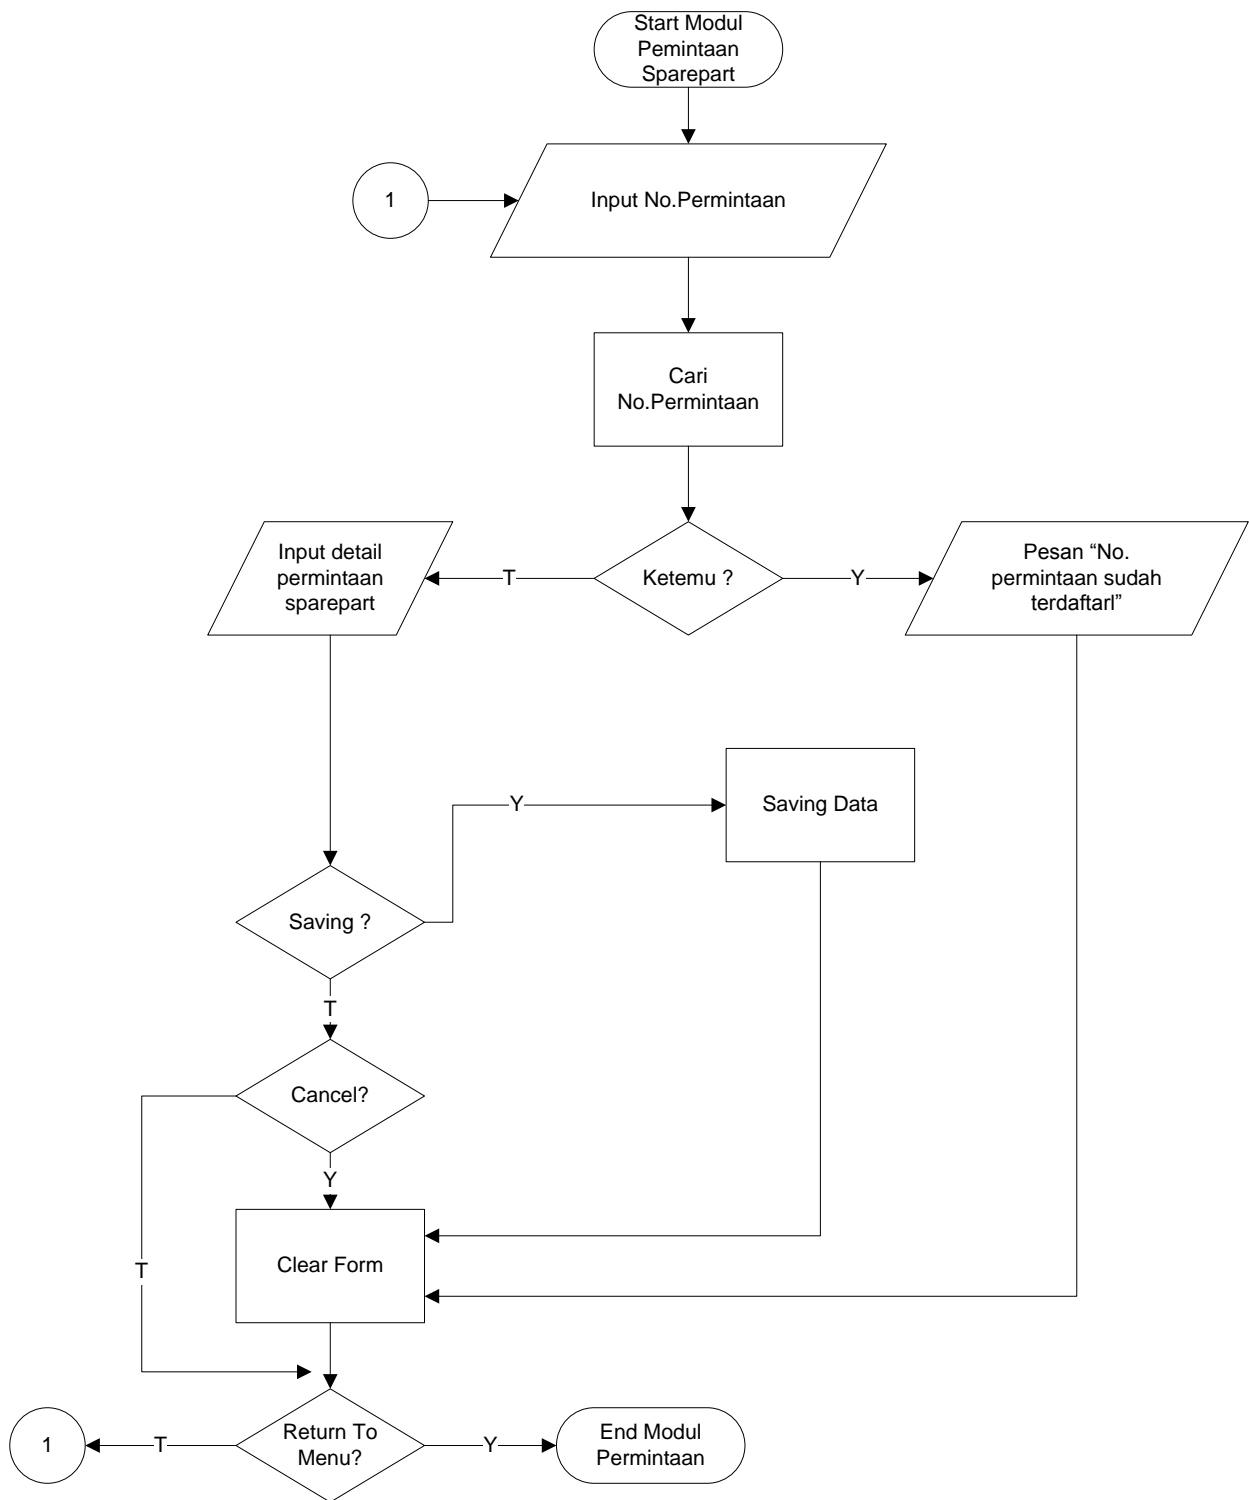 Start Modul
Pemintaan
Sparepart
1
Input No.Permintaan
Cari
No.Permintaan
Input detail
permintaan
sparepart
T
Ketemu ?
Y
Pesan “No.
permintaan sudah
terdaftarl”
Y
Saving Data
Saving ?
T
Cancel?
Y
T
Clear Form
1
T
Return To
Menu?
Y
End Modul
Permintaan